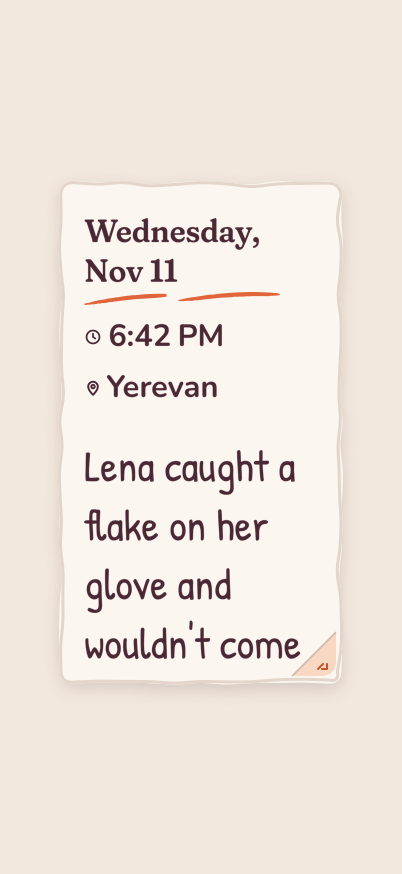 Wednesday,
Nov 11
6:42 PM
Yerevan
Lena caught a
flake on her
glove and
wouldn't come